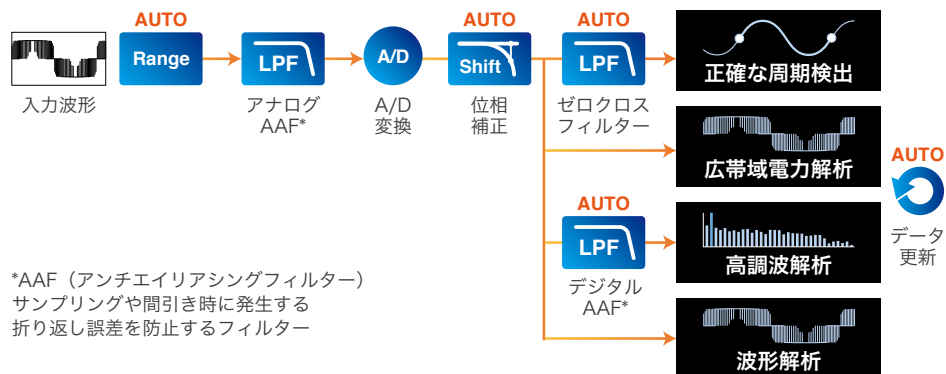 AUTO
AUTO
AUTO
Range
LPF
A/D
Shift
LPF
正確な周期検出
入力波形
アナログ
AAF*
A/D
変換
位相
補正
ゼロクロス
フィルター
広帯域電力解析
AUTO
データ
更新
AUTO
LPF
高調波解析
デジタル
AAF*
*AAF（アンチエイリアシングフィルター）
サンプリングや間引き時に発生する
折り返し誤差を防止するフィルター
波形解析